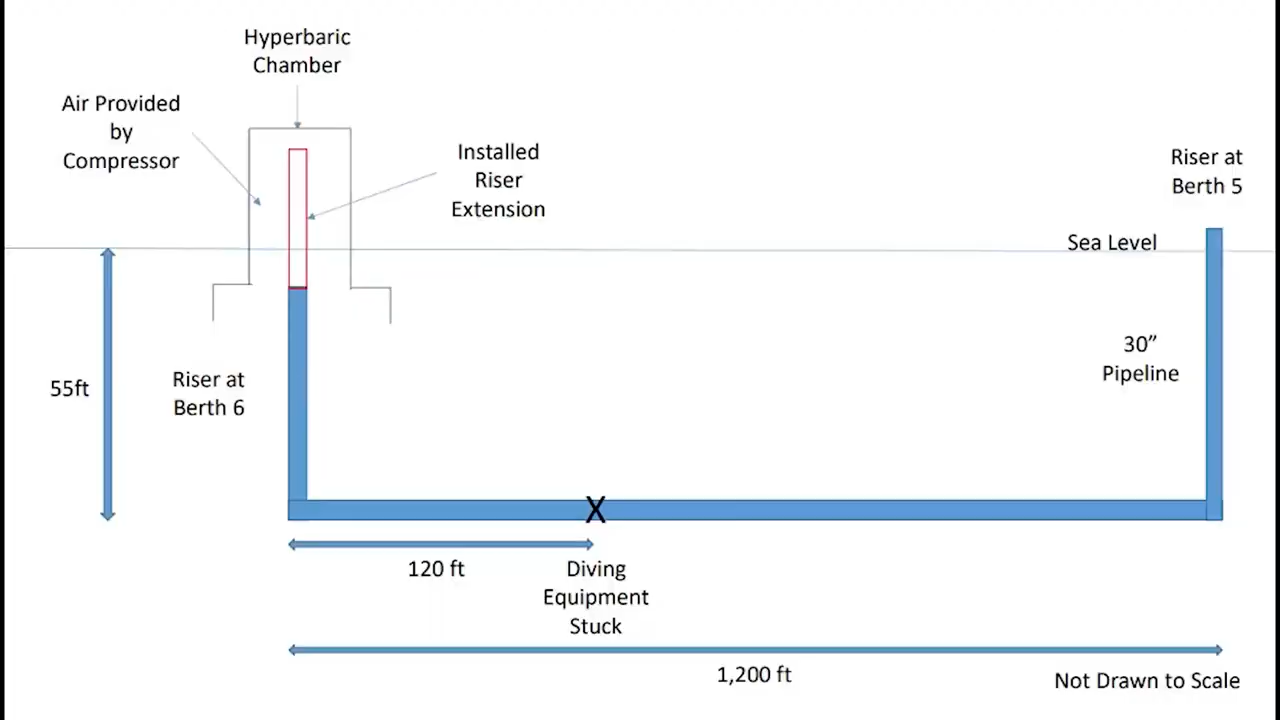 Hyperbaric
Chamber
Air Provided
by
Compressor
Installed
Riser
Extension
Riser at
Berth 5
Sea Level
30”
Pipeline
55ft
Riser at
Berth 6
X
120 ft
Diving
Equipment
Stuck
1,200 ft
Not Drawn to Scale